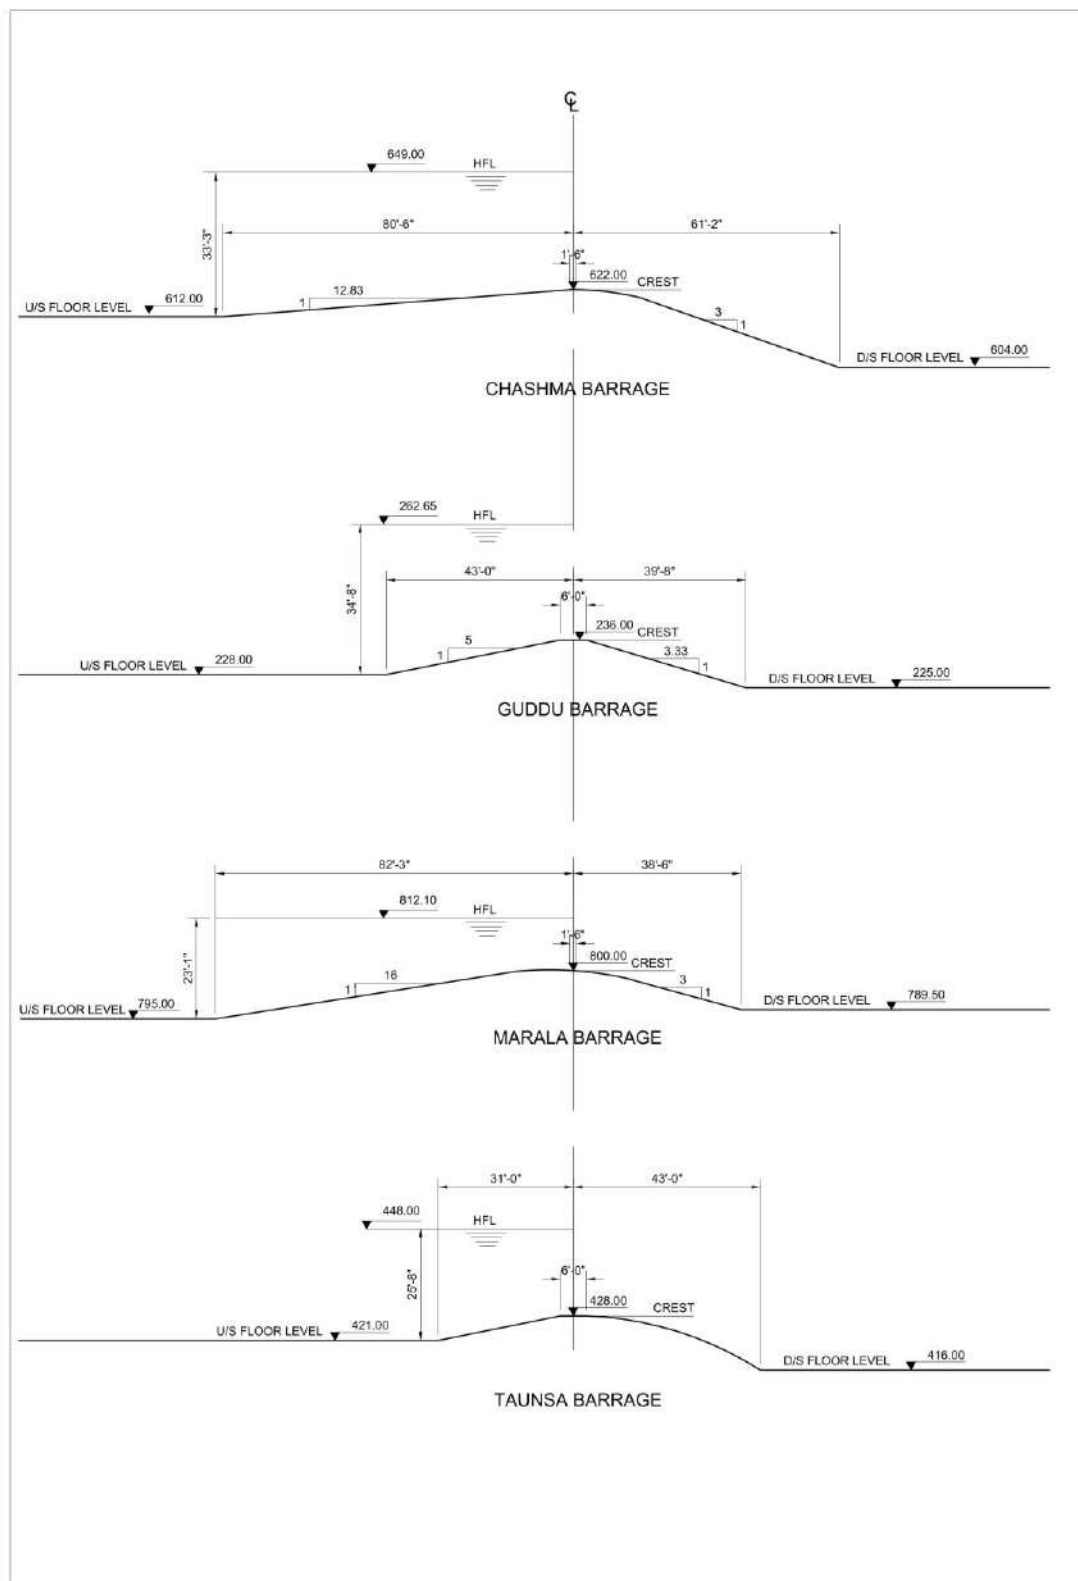 ℄
649.00
HFL
80'-6"
61'-2"
33'-3"
1'-6"
622.00
CREST
12.83
1
3
1
U/S FLOOR LEVEL
612.00
D/S FLOOR LEVEL
604.00
CHASHMA BARRAGE
262.65
HFL
43'-0"
39'-8"
34'-8"
6'-0"
236.00
CREST
5
1
3.33
1
U/S FLOOR LEVEL
228.00
D/S FLOOR LEVEL
225.00
GUDDU BARRAGE
82'-3"
38'-6"
812.10
HFL
23'-1"
1'-6"
800.00
CREST
16
1
3
1
U/S FLOOR LEVEL
795.00
D/S FLOOR LEVEL
789.50
MARALA BARRAGE
31'-0"
43'-0"
448.00
HFL
25'-8"
6'-0"
428.00
CREST
U/S FLOOR LEVEL
421.00
D/S FLOOR LEVEL
416.00
TAUNSA BARRAGE